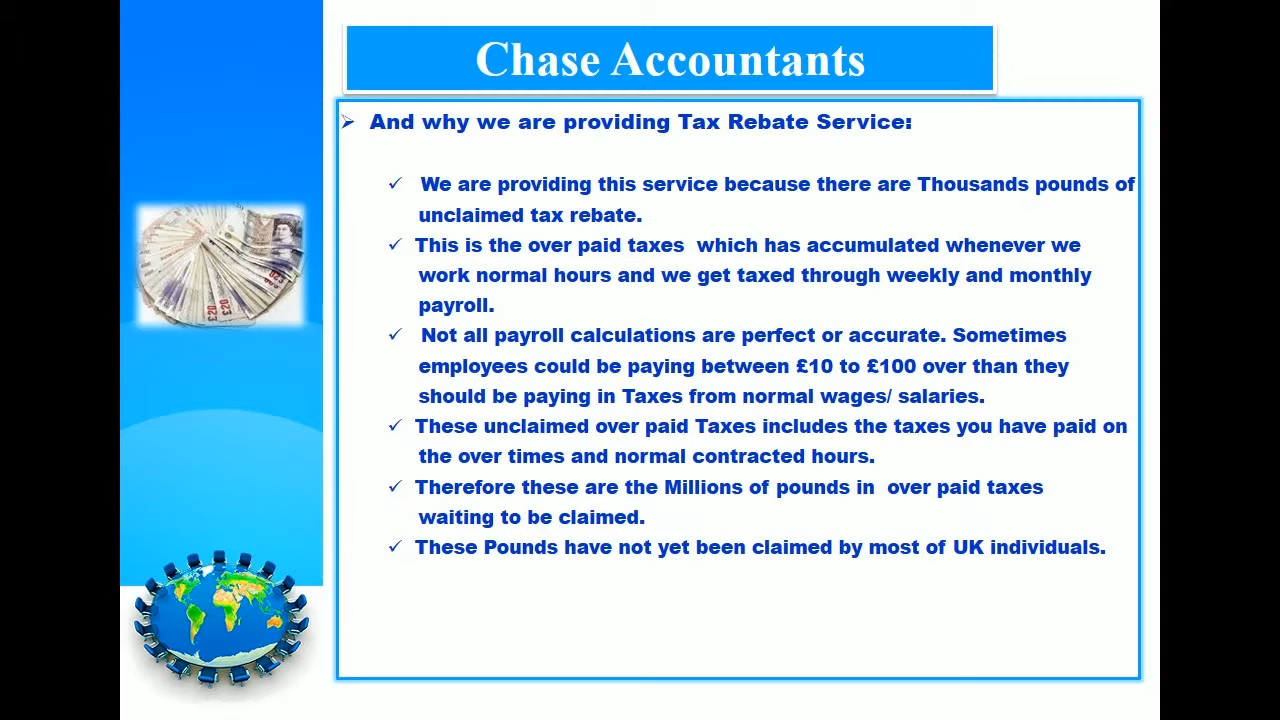 Chase Accountants
And why we are providing Tax Rebate Service:
We are providing this service because there are Thousands pounds of
unclaimed tax rebate.
This is the over paid taxes  which has accumulated whenever we
work normal hours and we get taxed through weekly and monthly
payroll.
Not all payroll calculations are perfect or accurate. Sometimes
employees could be paying between £10 to £100 over than they
should be paying in Taxes from normal wages/ salaries.
These unclaimed over paid Taxes includes the taxes you have paid on
the over times and normal contracted hours.
Therefore these are the Millions of pounds in  over paid taxes
waiting to be claimed.
These Pounds have not yet been claimed by most of UK individuals.
£20
£20